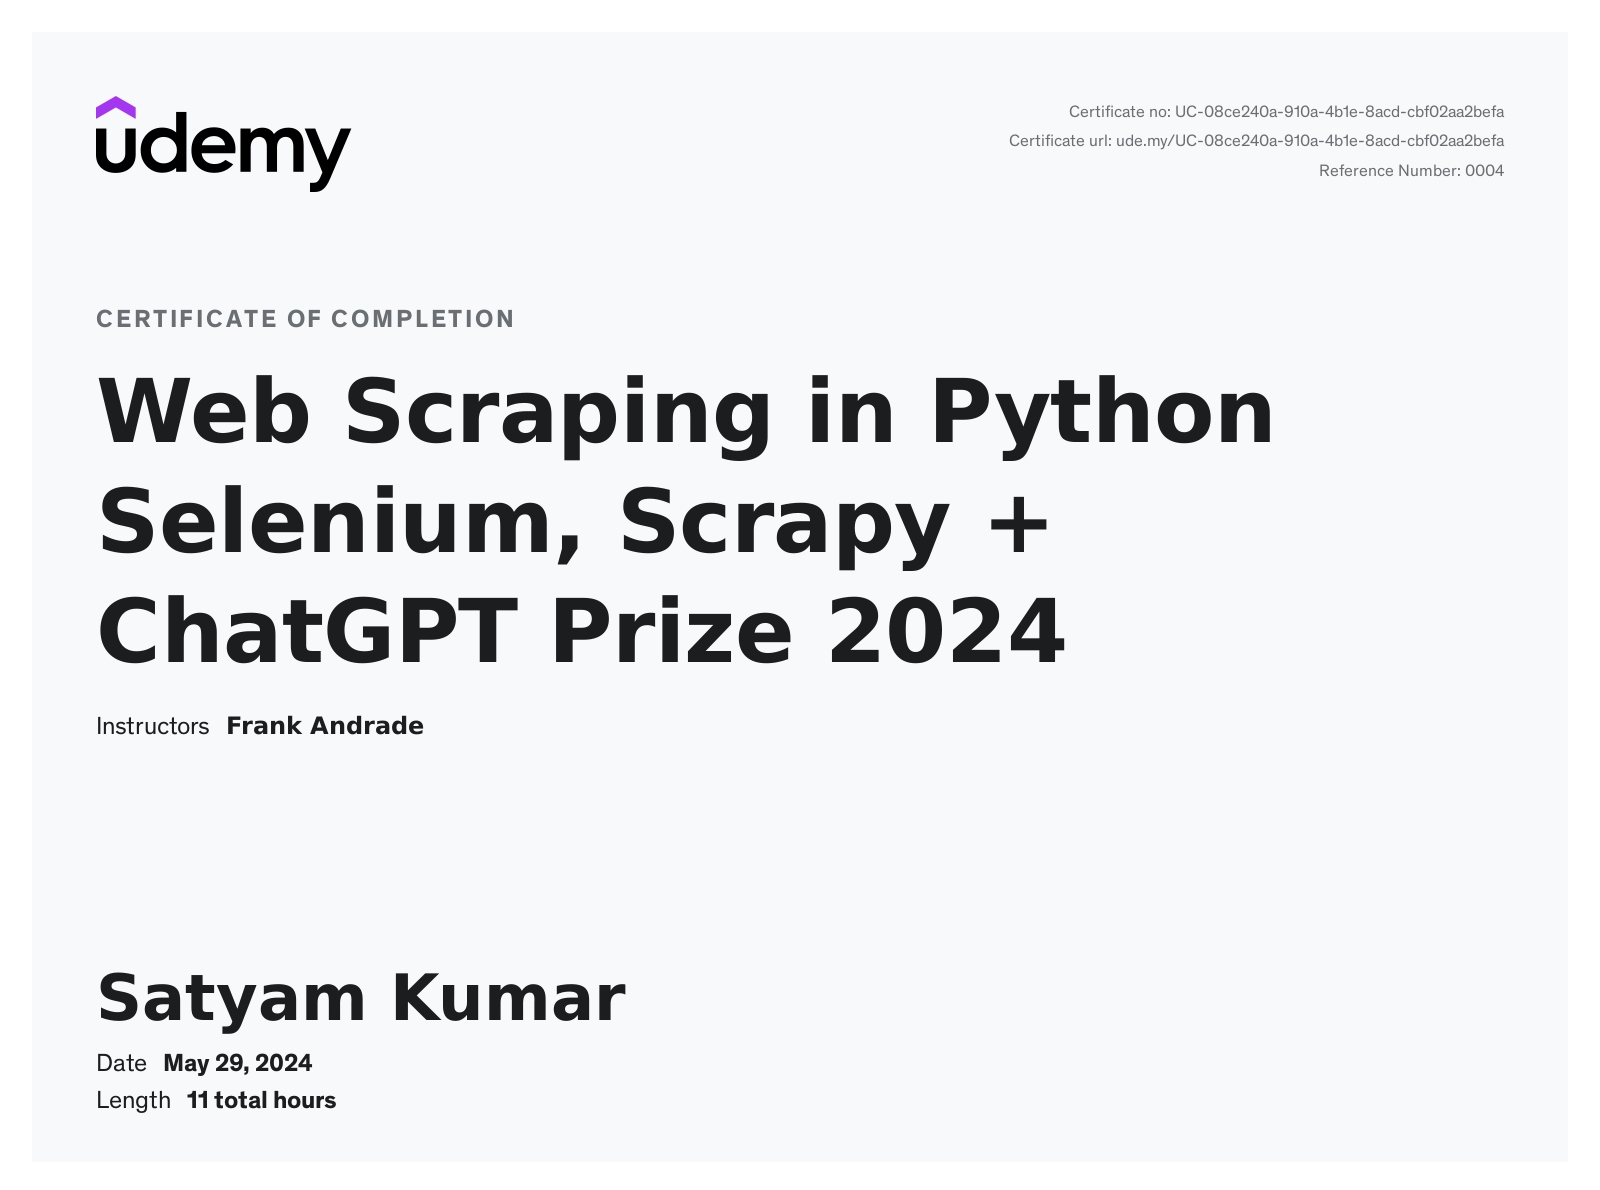 udemy
Certificate no: UC-08ce240a-910a-4b1e-8acd-cbf02aa2befa
Certificate url: ude.my/UC-08ce240a-910a-4b1e-8acd-cbf02aa2befa
Reference Number: 0004
CERTIFICATE OF COMPLETION
Web Scraping in Python
Selenium, Scrapy +
ChatGPT Prize 2024
Instructors Frank Andrade
Satyam Kumar
Date May 29, 2024
Length 11 total hours